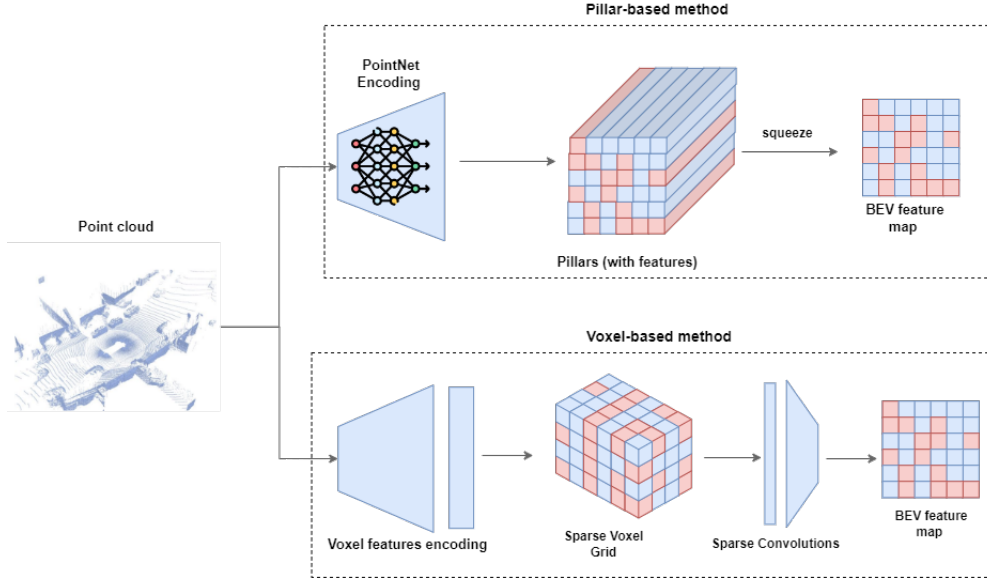 Pillar-based method
PointNet
Encoding
squeeze
BEV feature
map
Pillars (with features)
Point cloud
Voxel-based method
Voxel features encoding
Sparse Voxel
Grid
Sparse Convolutions
BEV feature
map